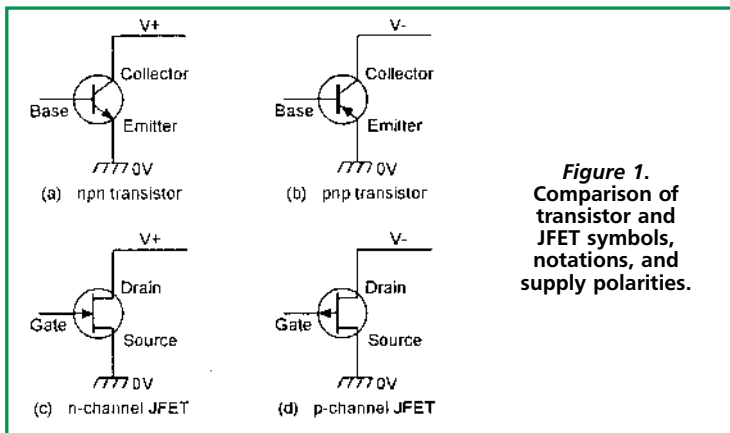 V+
Collector
Base
Emitter
0V
(a) npn transistor
V-
Collector
Base
Emitter
0V
(b) pnp transistor
V+
Drain
Gate
Source
0V
(c) n-channel JFET
V-
Drain
Gate
Source
0V
(d) p-channel JFET
Figure 1.
Comparison of
transistor and
JFET symbols,
notations, and
supply polarities.